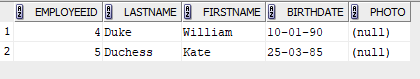 EMPLOYEEID LASTNAME FIRSTNAME BIRTHDATE PHOTO
1 4 Duke William 10-01-90 (null)
2 5 Duchess Kate 25-03-85 (null)